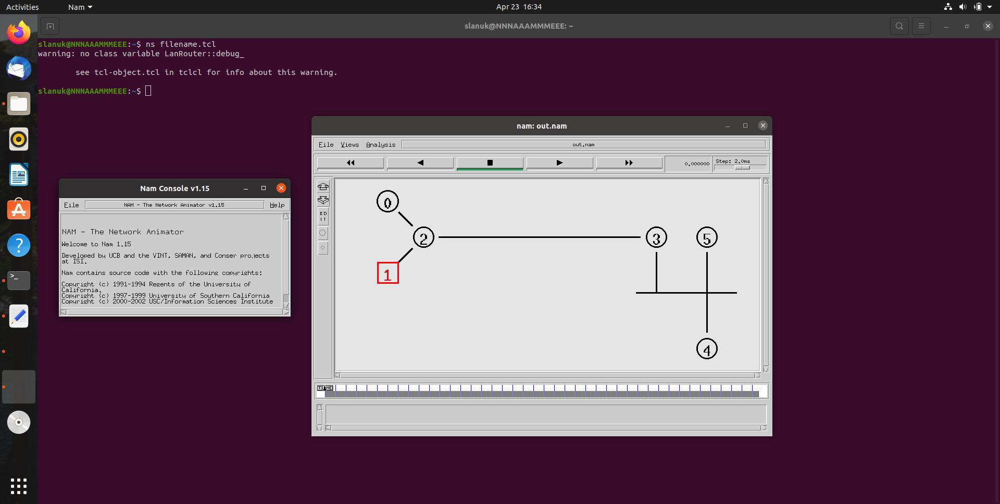 Activities
Nam
Apr 23 16:34
slanuk@NNNAAAMMMEEE: ~
slanuk@NNNAAAMMMEEE:~$ ns filename.tcl
warning: no class variable LanRouter::debug_
see tcl-object.tcl in tclcl for info about this warning.
slanuk@NNNAAAMMMEEE:~$
Nam Console v1.15
File
NAM - The Network Animator v1.15
Help
NAM - The Network Animator
Welcome to Nam 1.15
Developed by UCB and the VINT, SAMAN, and Conser projects
at ISI.
Nam contains source code with the following copyrights:
Copyright (c) 1991-1994 Regents of the University of
California.
Copyright (c) 1997-1999 University of Southern California
Copyright (c) 2000-2002 USC/Information Sciences Institute
nam: out.nam
File Views Analysis
out.nam
0.000000
Step: 2.0ms
ED
IT
0
2
3
5
1
4
TIME